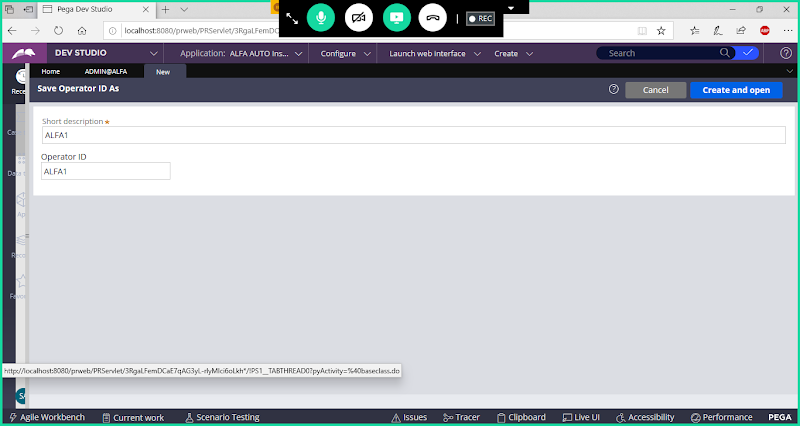 Pega Dev Studio
REC
localhost:8080/prweb/PRServlet/3RgaLFemDC
ABP
DEV STUDIO
Application: ALFA AUTO Ins...
Configure
Launch web interface
Create
Search
Home
ADMIN@ALFA
New
Save Operator ID As
Cancel
Create and open
Short description ★
ALFA1
Operator ID
ALFA1
http://localhost:8080/prweb/PRServlet/3RgaLFemDCaE7qAG3yL-rlyMIci6oLkh*/!PS1__TABTHREAD0?pyActivity=%40baseclass.do
Agile Workbench
Current work
Scenario Testing
Issues
Tracer
Clipboard
Live UI
Accessibility
Performance
PEGA